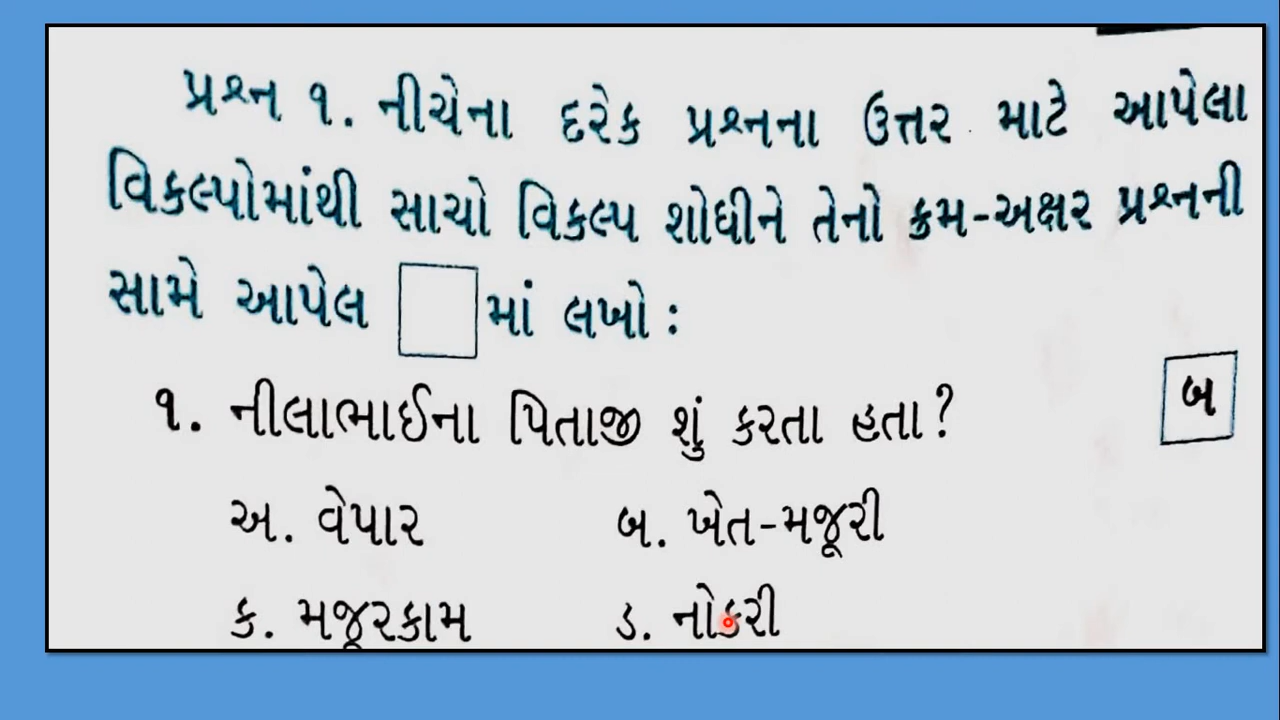 પ્રશ્ન ૧. નીચેના દરેક પ્રશ્નના ઉત્તર માટે આપેલા
વિકલ્પોમાંથી સાચો વિકલ્પ શોધીને તેનો ક્રમ-અક્ષર પ્રશ્નની
સામે આપેલ માં લખો :
૧. નીલાભાઈના પિતાજી શું કરતા હતા? બ
અ. વેપાર બ. ખેત-મજૂરી
ક. મજૂરકામ ડ. નોકરી